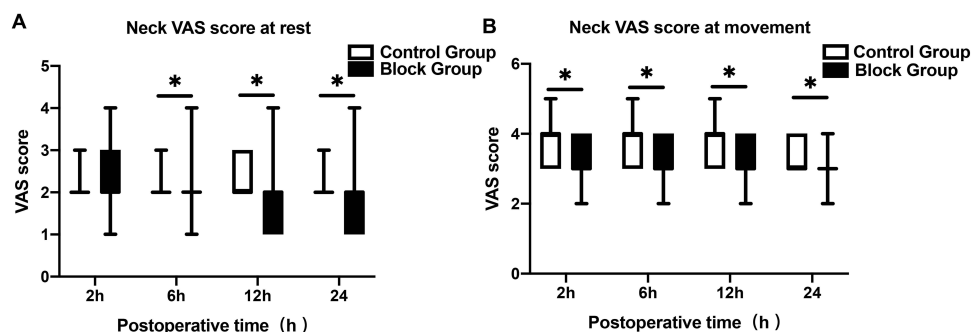 A
Neck VAS score at rest
Control Group
Block Group
VAS score
5
4
3
2
1
0
*
*
*
2h
6h
12h
24
Postoperative time（h）
B
Neck VAS score at movement
Control Group
Block Group
VAS score
6
4
2
0
*
*
*
*
2h
6h
12h
24
Postoperative time（h）